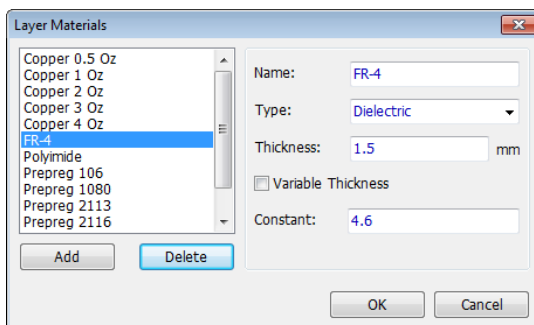 Layer Materials
Copper 0.5 Oz
Copper 1 Oz
Copper 2 Oz
Copper 3 Oz
Copper 4 Oz
FR-4
Polyimide
Prepreg 106
Prepreg 1080
Prepreg 2113
Prepreg 2116
Add Delete
Name: FR-4
Type: Dielectric
Thickness: 1.5 mm
Variable Thickness
Constant: 4.6
OK Cancel